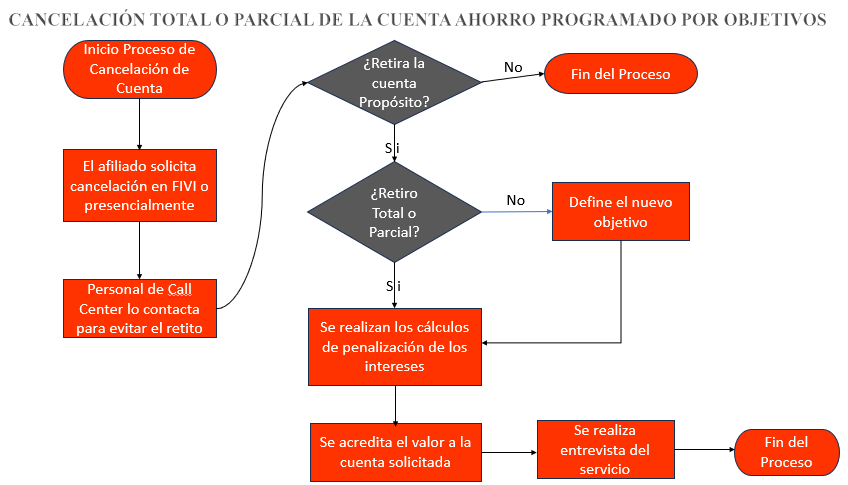 CANCELACIÓN TOTAL O PARCIAL DE LA CUENTA AHORRO PROGRAMADO POR OBJETIVOS
Inicio Proceso de
Cancelación de
Cuenta
El afiliado solicita
cancelación en FIVI o
presencialmente
Personal de Call
Center lo contacta
para evitar el retito
¿Retira la
cuenta
Propósito?
No
Fin del Proceso
Si
¿Retiro
Total o
Parcial?
No
Define el nuevo
objetivo
Si
Se realizan los cálculos
de penalización de los
intereses
Se acredita el valor a la
cuenta solicitada
Se realiza
entrevista del
servicio
Fin del
Proceso